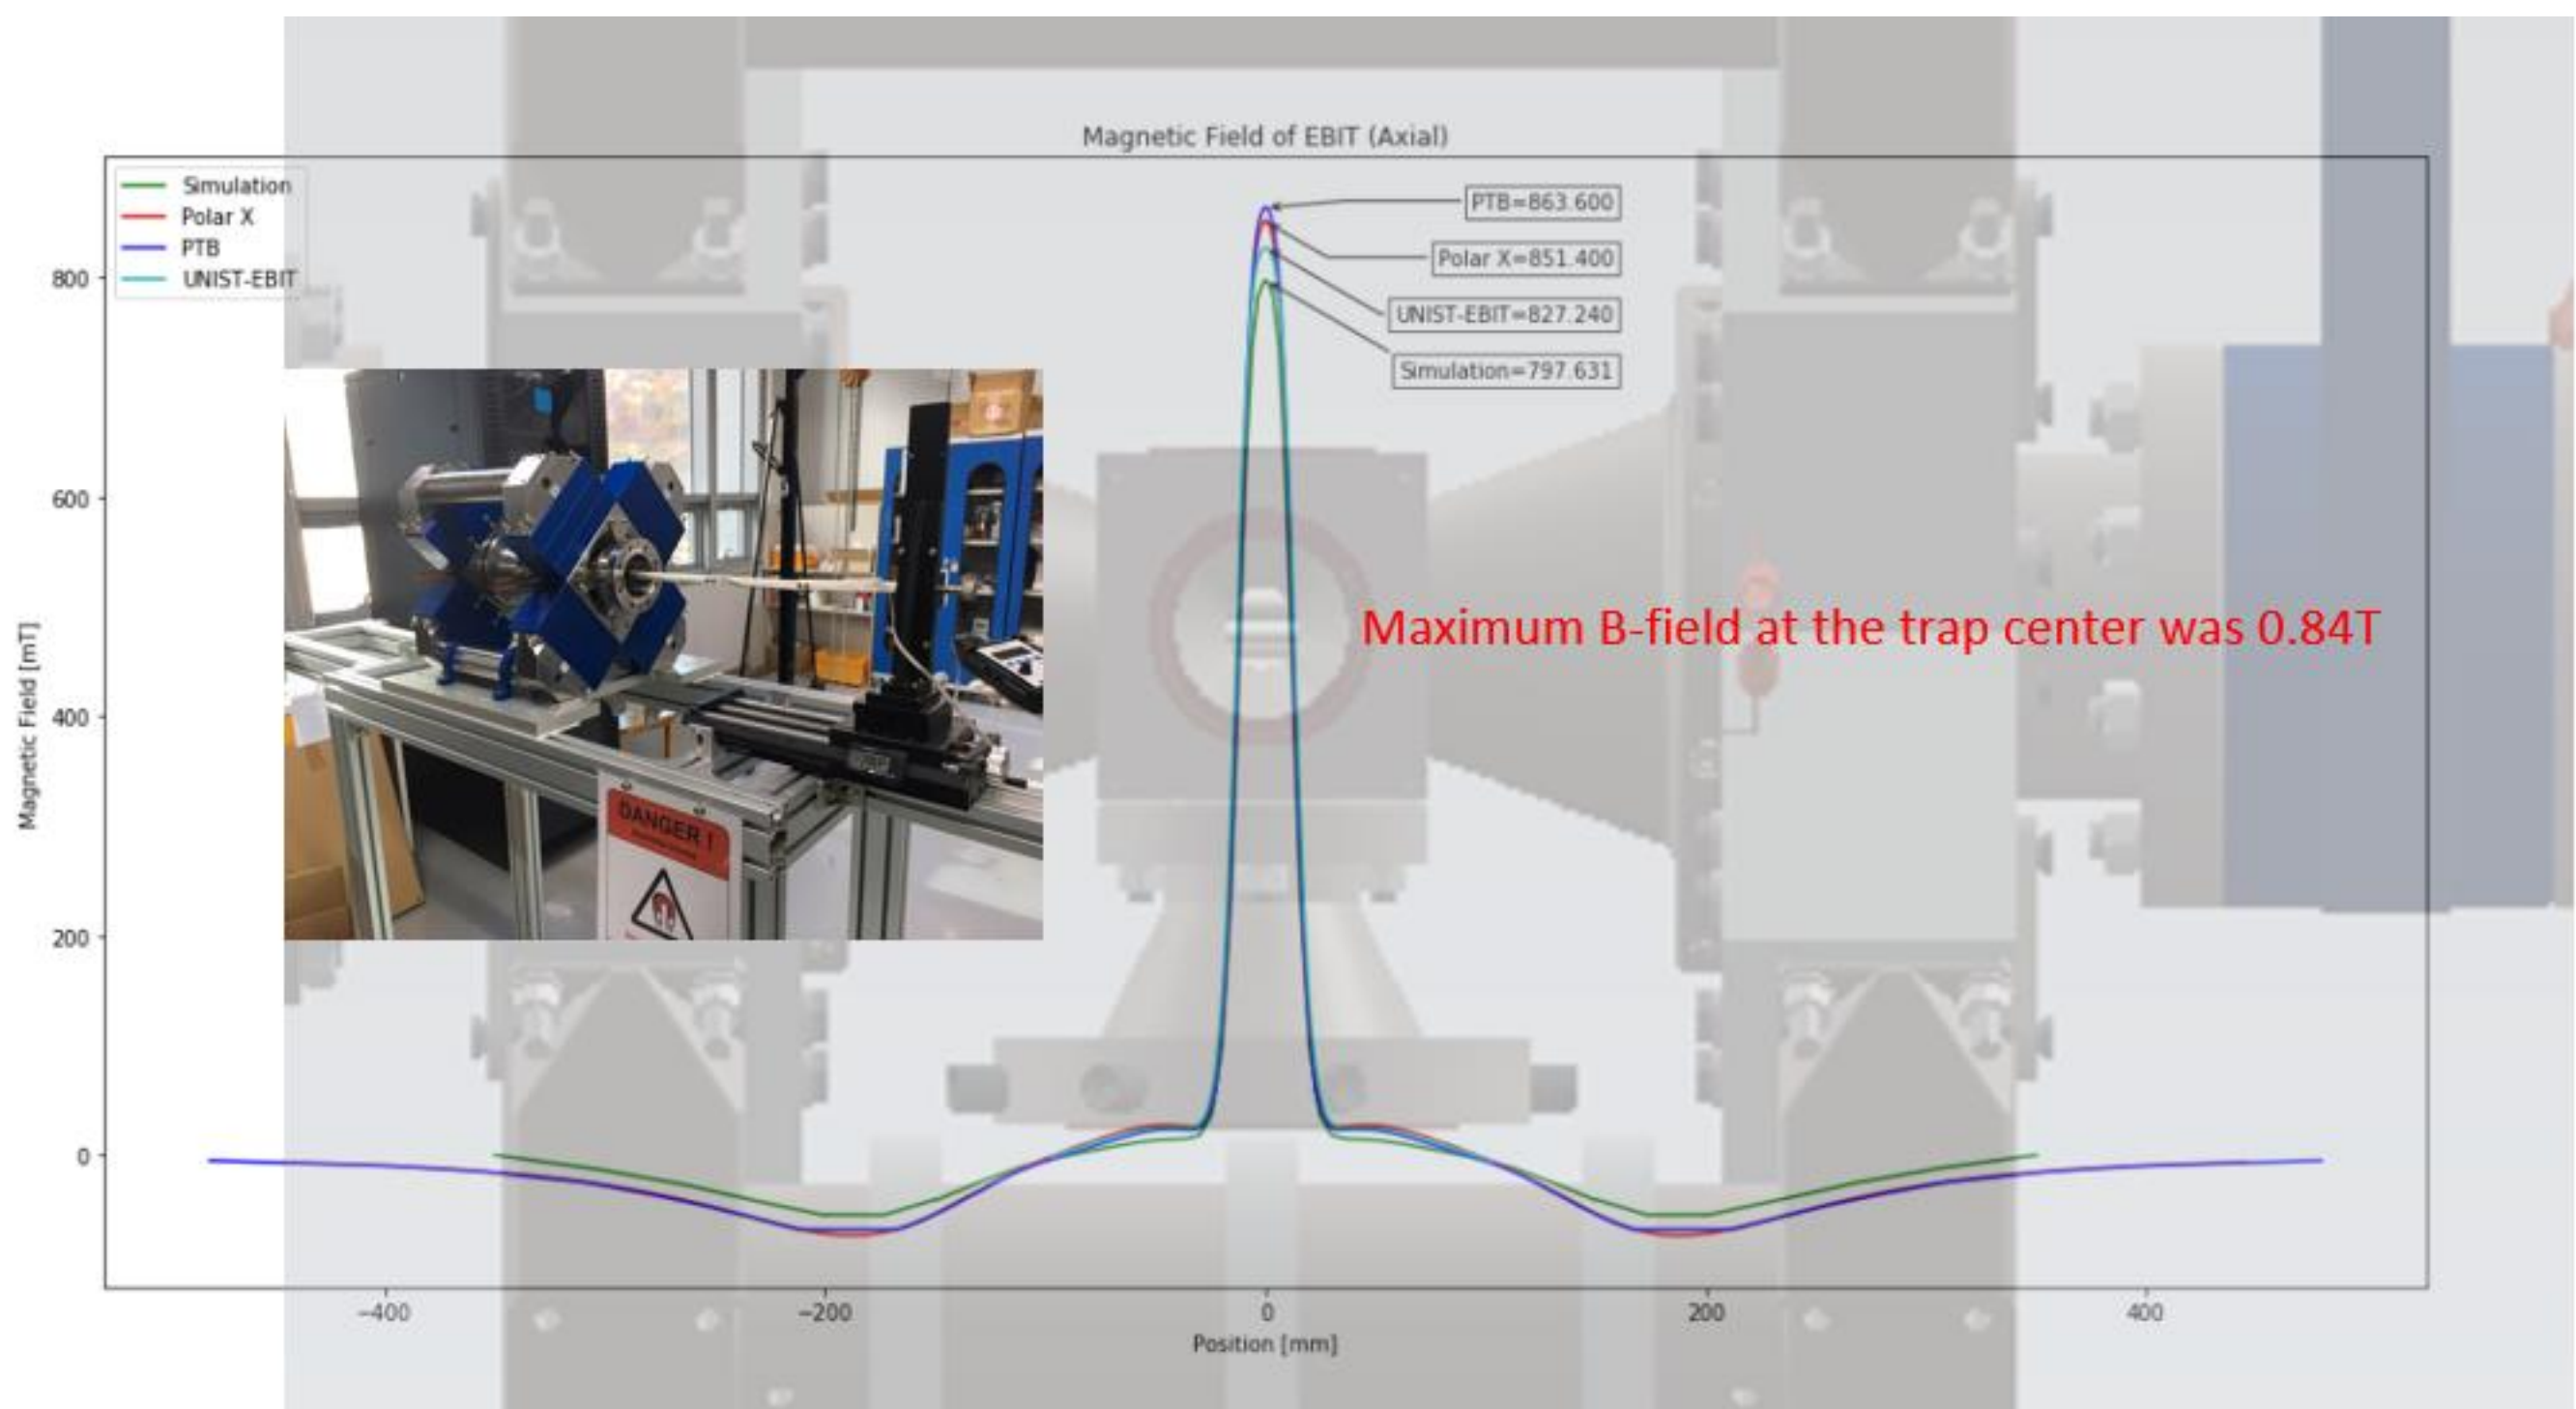 Magnetic Field of EBIT (Axial)
Simulation
Polar X
PTB
UNIST-EBIT
PTB=863.600
Polar X=851.400
UNIST-EBIT=827.240
Simulation=797.631
Maximum B-field at the trap center was 0.84T
DANGER !
Magnetic Field [mT]
800
600
400
200
0
−400
−200
0
200
400
Position [mm]